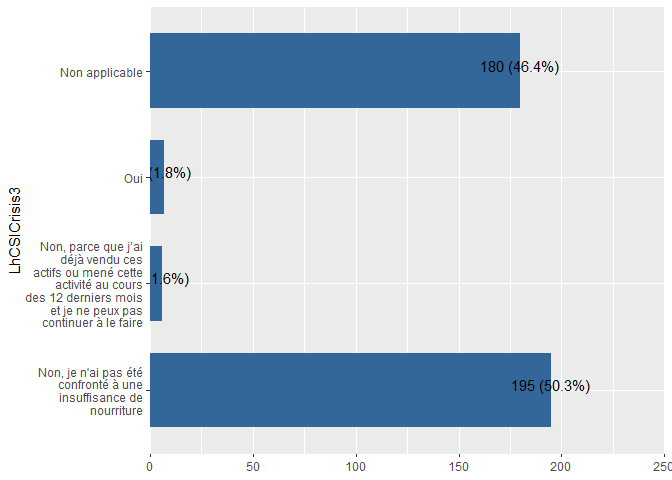 LhCSICrisis3
Non applicable
180 (46.4%)
Oui
(1.8%)
Non, parce que j'ai
déjà vendu ces
actifs ou mené cette
activité au cours
des 12 derniers mois
et je ne peux pas
continuer à le faire
1.6%)
Non, je n'ai pas été
confronté à une
insuffisance de
nourriture
195 (50.3%)
0
50
100
150
200
250